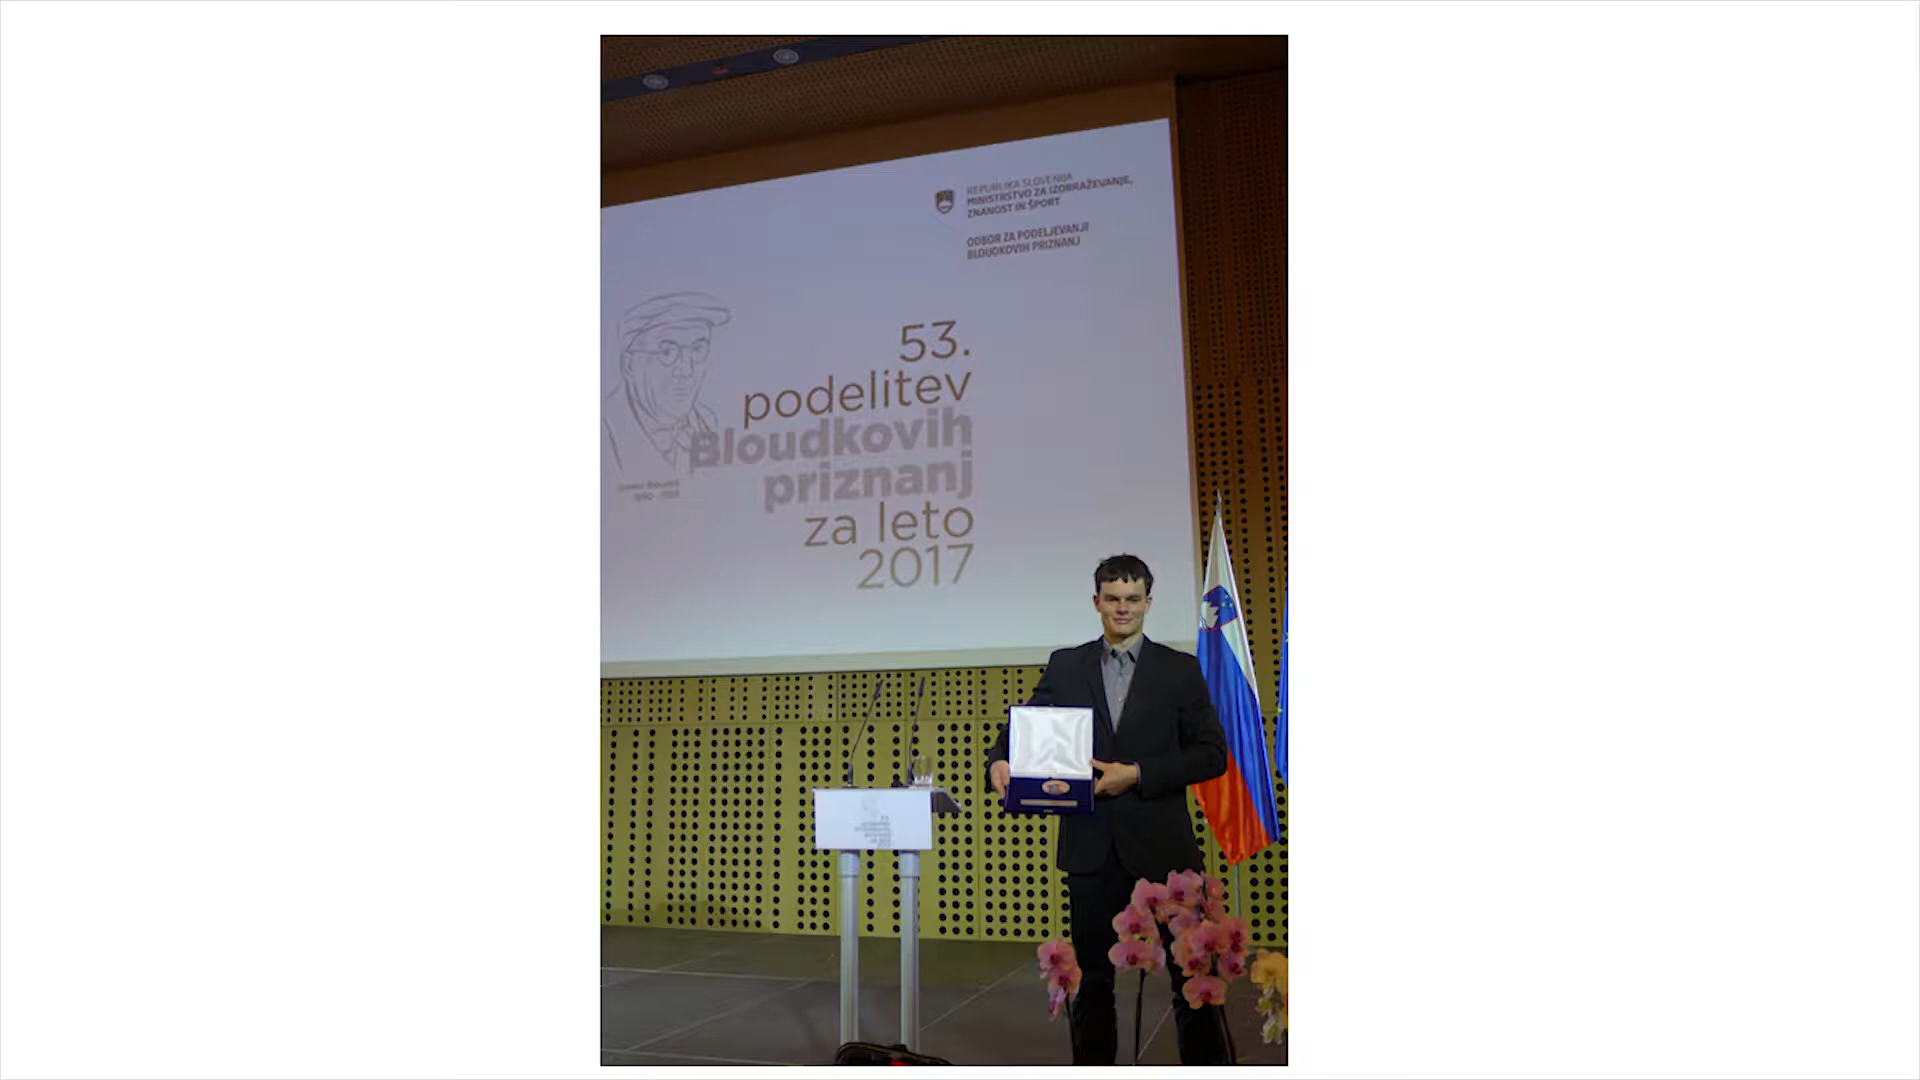 REPUBLIKA SLOVENIJA
MINISTRSTVO ZA IZOBRAŽEVANJE,
ZNANOST IN ŠPORT
ODBOR ZA PODELJEVANJE
BLOUDKOVIH PRIZNANJ
53.
podelitev
Bloudkovih
priznanj
za leto
2017